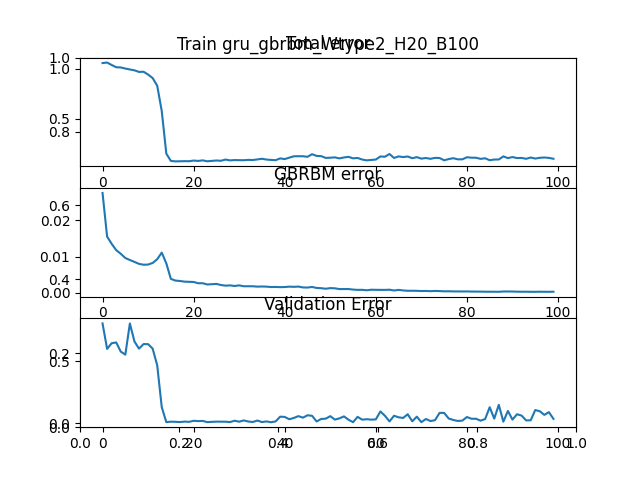 Train gru_gbrbm_Wtype2_H20_B100
Total error
1.0
1.0
0.5
0.8
0 20 40 60 80 100
GBRBM error
0.6
0.02
0.01
0.4
0.00
0 20 40 60 80 100
Validation Error
0.2
0.5
0.0
0.0
0.0 0 0.2 20 0.4 40 0.6 60 80 0.8 100 1.0